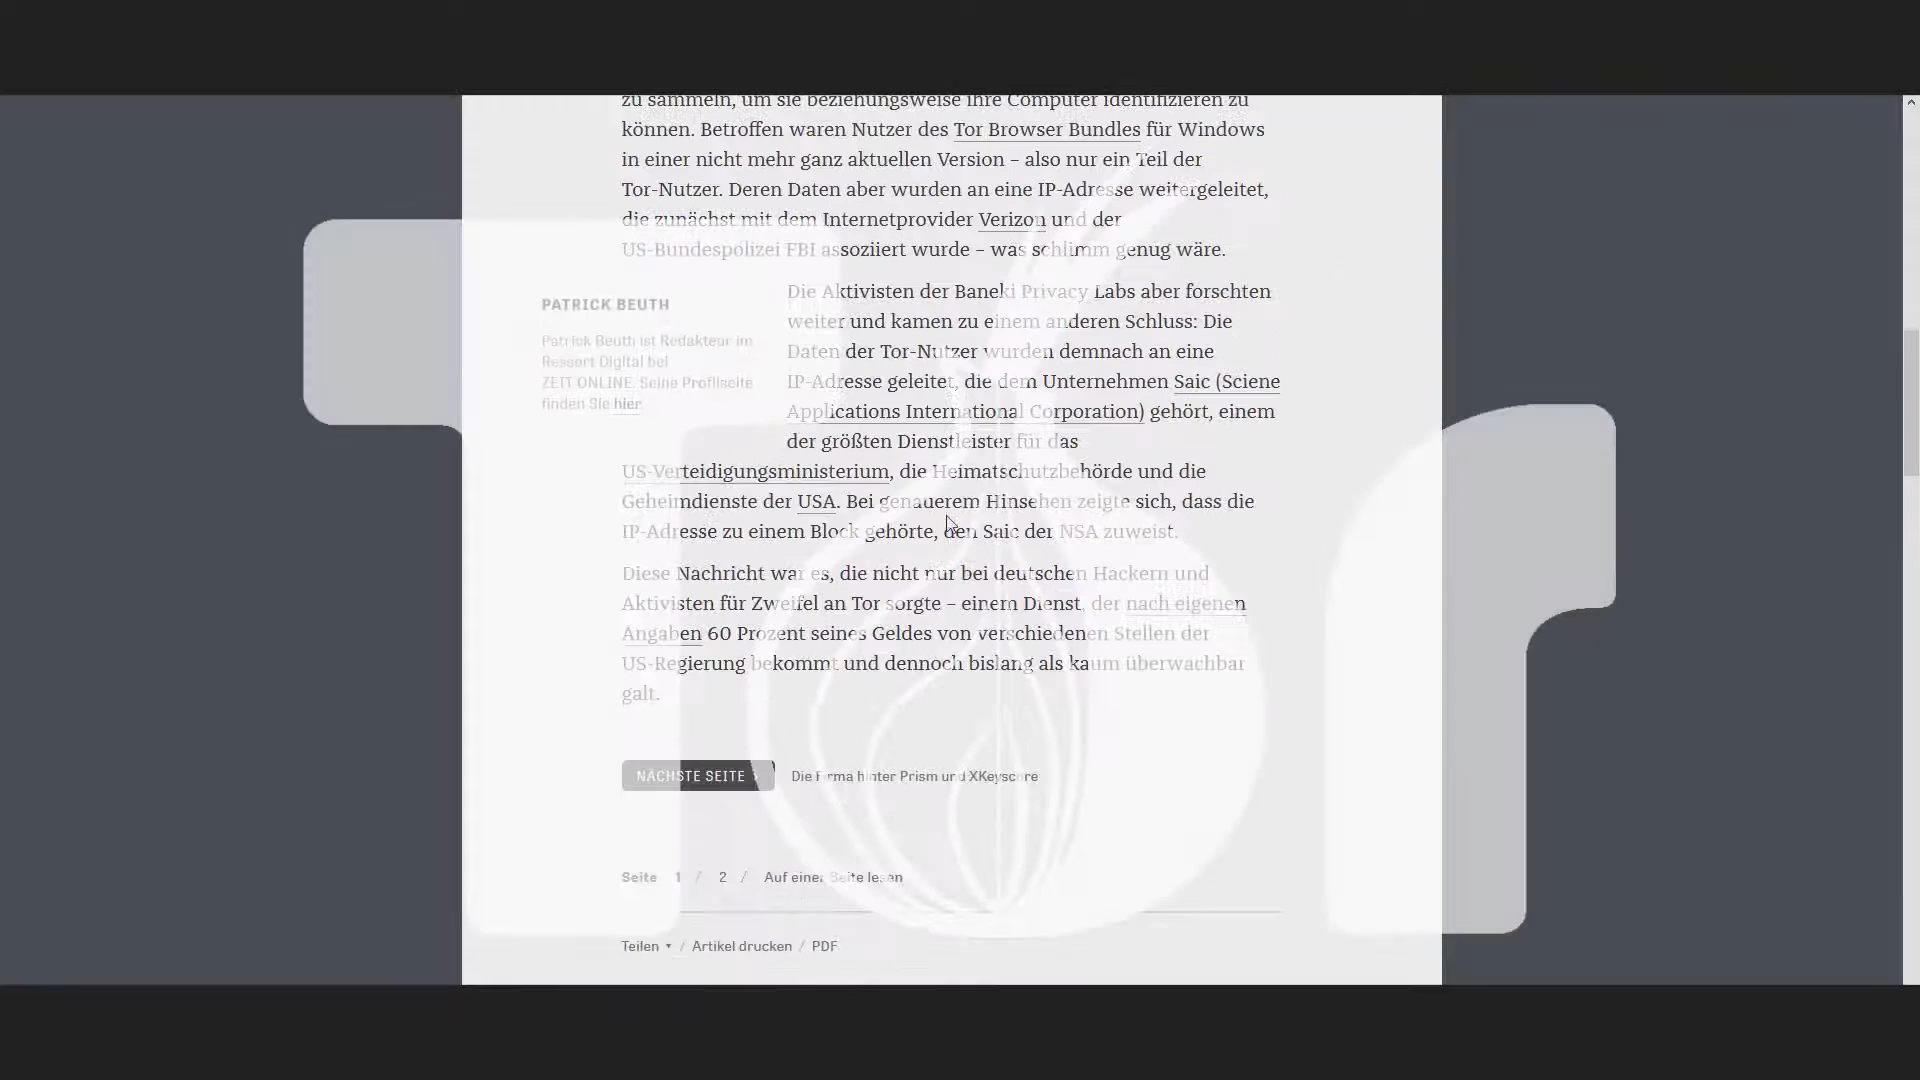 zu sammeln, um sie beziehungsweise ihre Computer identifizieren zu
können. Betroffen waren Nutzer des Tor Browser Bundles für Windows
in einer nicht mehr ganz aktuellen Version – also nur ein Teil der
Tor-Nutzer. Deren Daten aber wurden an eine IP-Adresse weitergeleitet,
die zunächst mit dem Internetprovider Verizon und der
US-Bundespolizei FBI assoziiert wurde – was schlimm genug wäre.
PATRICK BEUTH
Patrick Beuth ist Redakteur im
Ressort Digital bei
ZEIT ONLINE. Seine Profilseite
finden Sie hier
Die Aktivisten der Baneki Privacy Labs aber forschten
weiter und kamen zu einem anderen Schluss: Die
Daten der Tor-Nutzer wurden demnach an eine
IP-Adresse geleitet, die dem Unternehmen Saic (Sciene
Applications International Corporation) gehört, einem
der größten Dienstleister für das
US-Verteidigungsministerium, die Heimatschutzbehörde und die
Geheimdienste der USA. Bei genauerem Hinsehen zeigte sich, dass die
IP-Adresse zu einem Block gehörte, den Saic der NSA zuweist.
Diese Nachricht war es, die nicht nur bei deutschen Hackern und
Aktivisten für Zweifel an Tor sorgte – einem Dienst, der nach eigenen
Angaben 60 Prozent seines Geldes von verschiedenen Stellen der
US-Regierung bekommt und dennoch bislang als kaum überwachbar
galt.
NÄCHSTE SEITE › Die Firma hinter Prism und XKeyscore
Seite 1 / 2 / Auf einer Seite lesen
Teilen ▾ / Artikel drucken / PDF
Tor